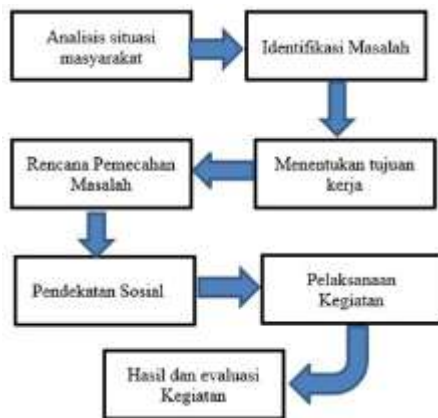 Analisis situasi
masyarakat
Identifikasi Masalah
Menentukan tujuan
kerja
Rencana Pemecahan
Masalah
Pendekatan Sosial
Pelaksanaan
Kegiatan
Hasil dan evaluasi
Kegiatan